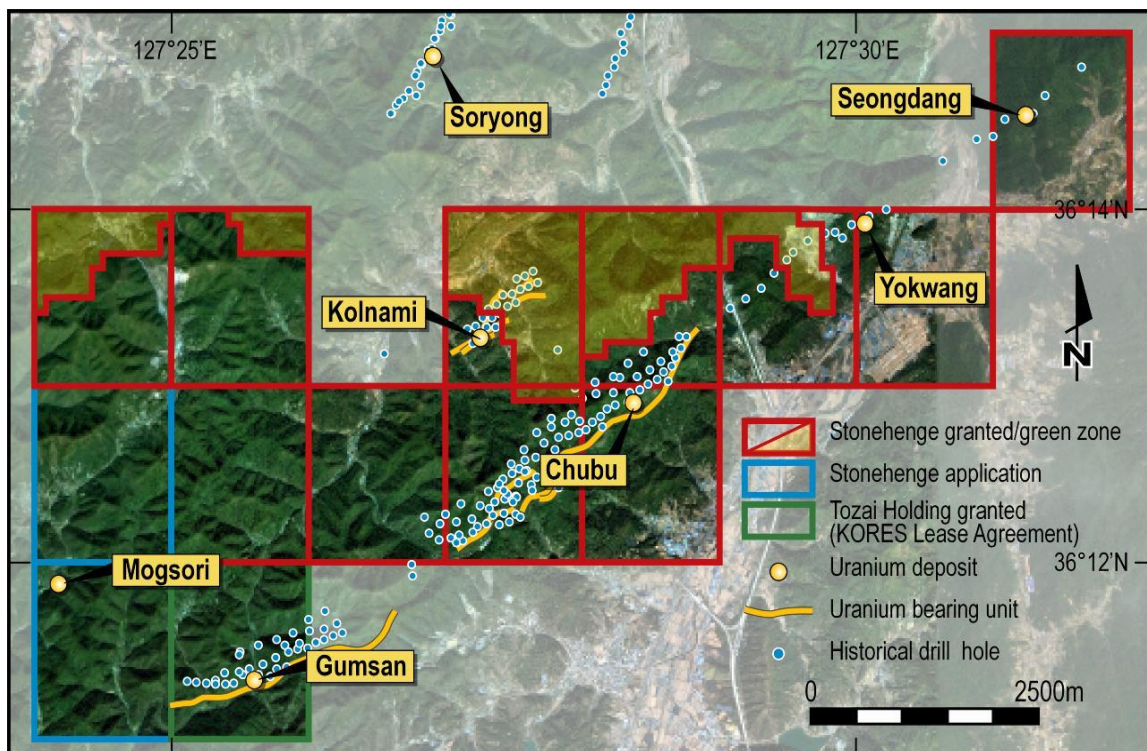 127°25'E
127°30'E
Soryong
Seongdang
36°14'N
Kolnami
Yokwang
N
Chubu
Stonehenge granted/green zone
Stonehenge application
Tozai Holding granted
(KORES Lease Agreement)
Mogsori
Uranium deposit
36°12'N
Uranium bearing unit
Gumsan
Historical drill hole
0
2500m